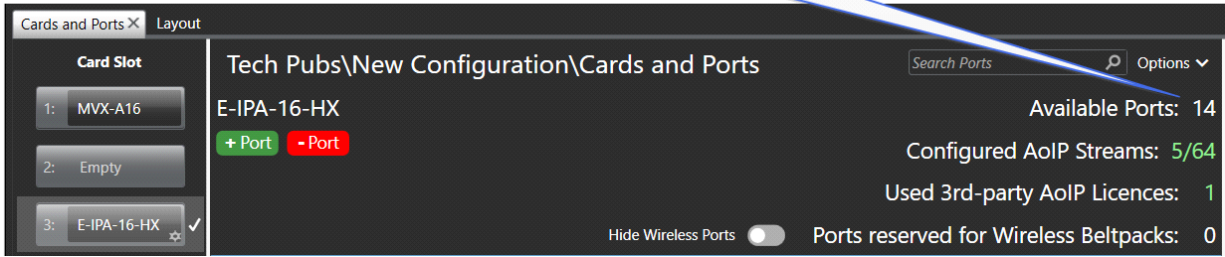 Cards and Ports Layout
Card Slot
1: MVX-A16
2: Empty
3: E-IPA-16-HX
Tech Pubs\New Configuration\Cards and Ports
Search Ports
Options
E-IPA-16-HX
+ Port - Port
Available Ports: 14
Configured AoIP Streams: 5/64
Used 3rd-party AoIP Licences: 1
Hide Wireless Ports
Ports reserved for Wireless Beltpacks: 0